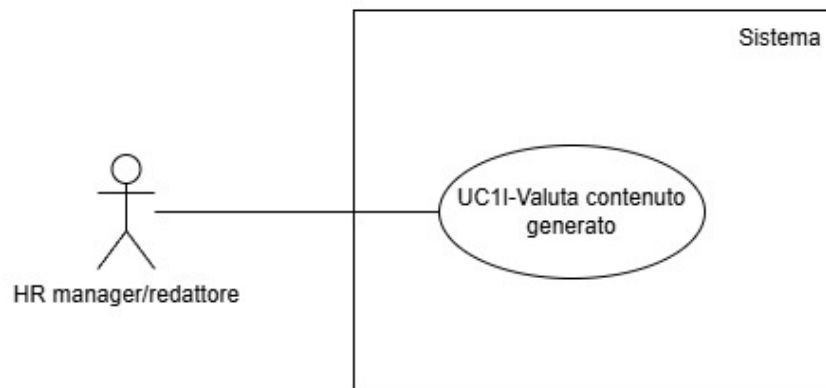 Sistema
UC1I-Valuta contenuto
generato
HR manager/redattore